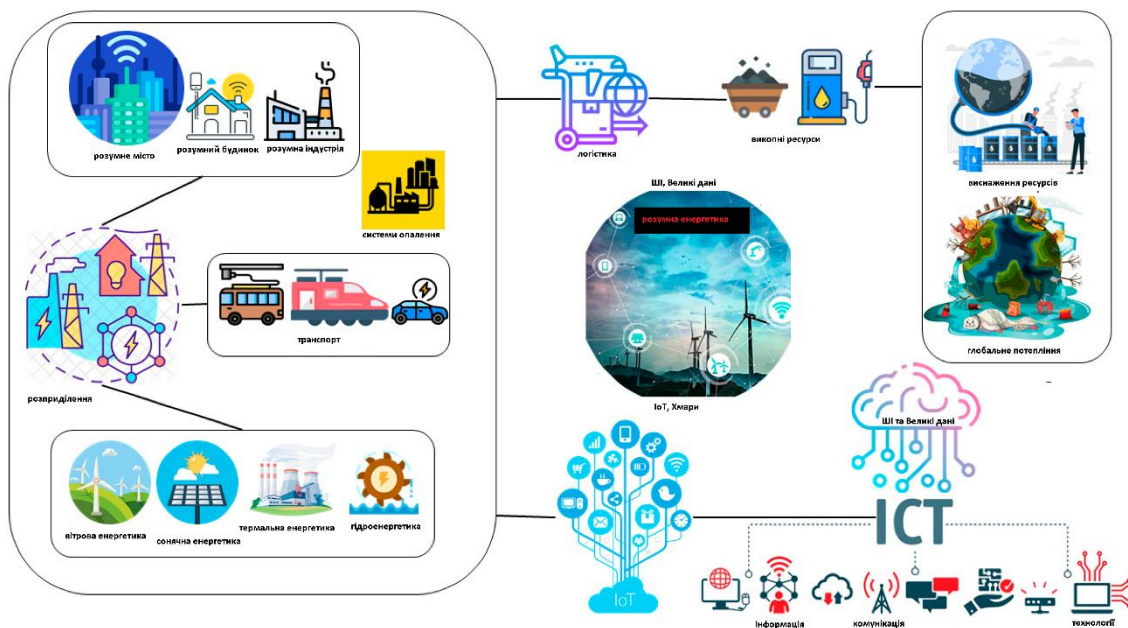 розумне місто
розумний будинок
розумна індустрія
системи опалення
розприділення
транспорт
вітрова енергетика
сонячна енергетика
термальна енергетика
гідроенергетика
логістика
викопні ресурси
ШІ, Великі дані
розумна енергетика
ІоТ, Хмари
виснаження ресурсів
глобальне потепління
ШІ та Великі дані
IoT
ICT
інформація
комунікація
технології